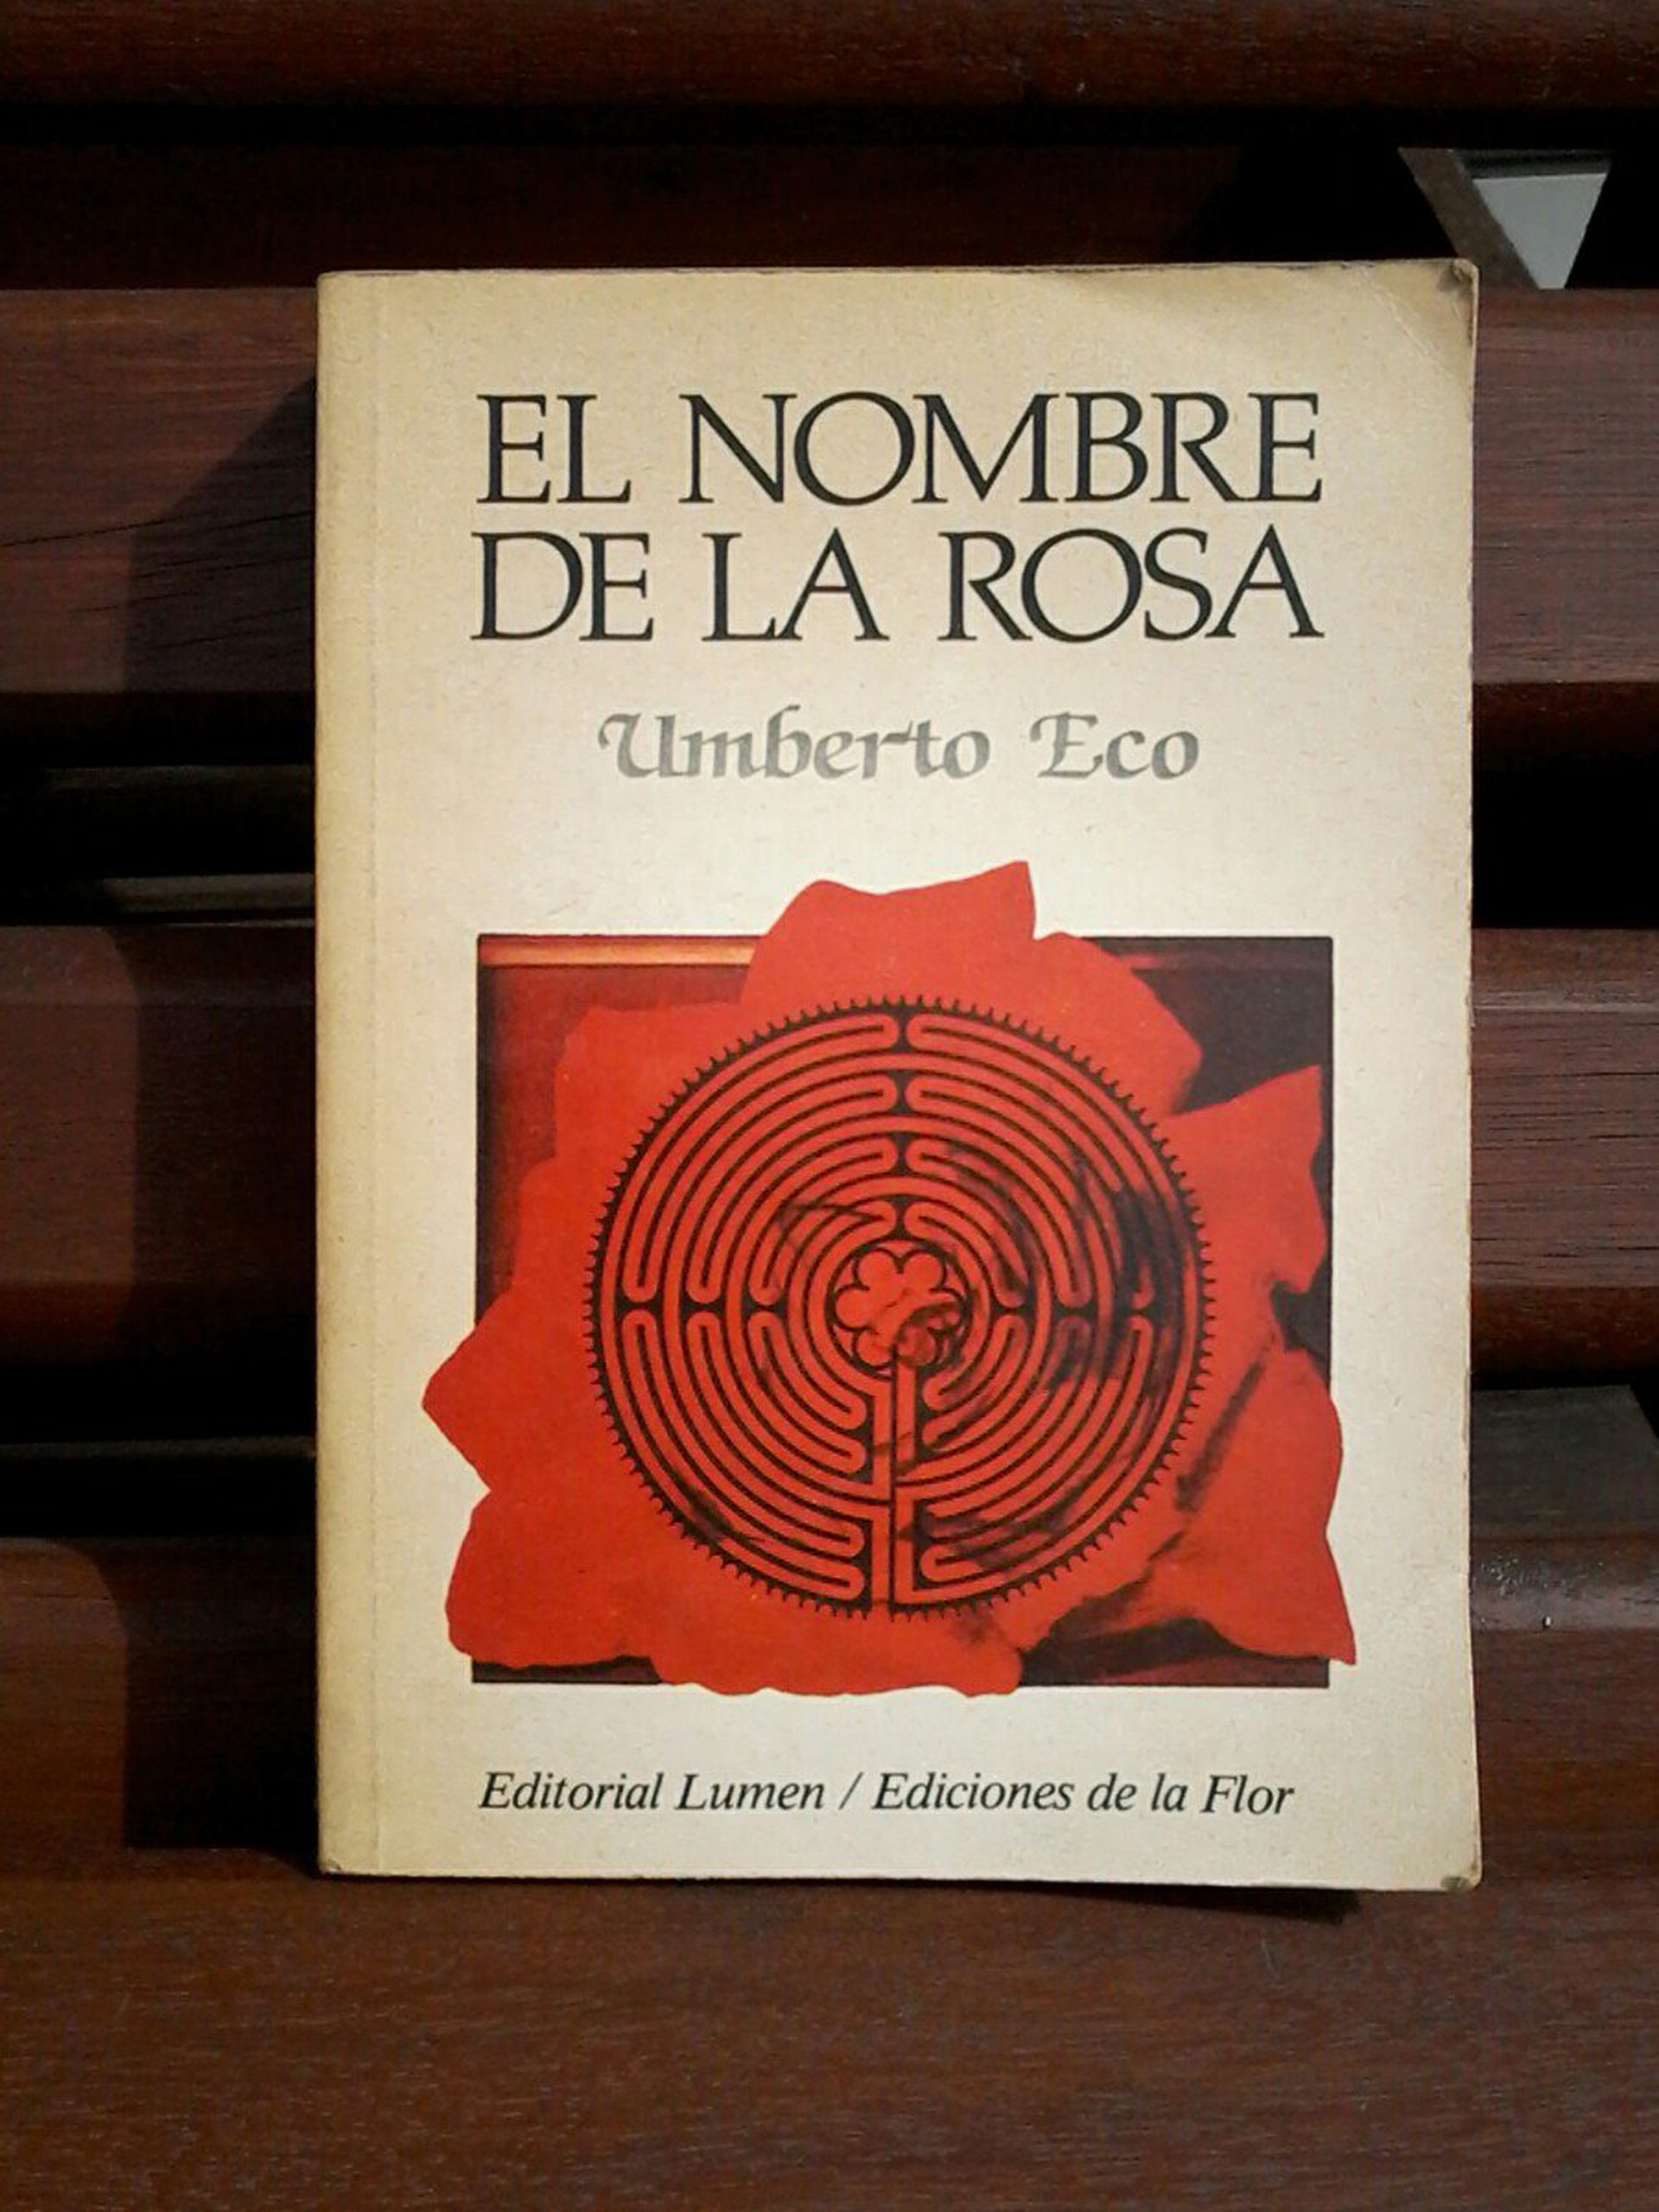 EL NOMBRE
DE LA ROSA
Umberto Eco
Editorial Lumen / Ediciones de la Flor